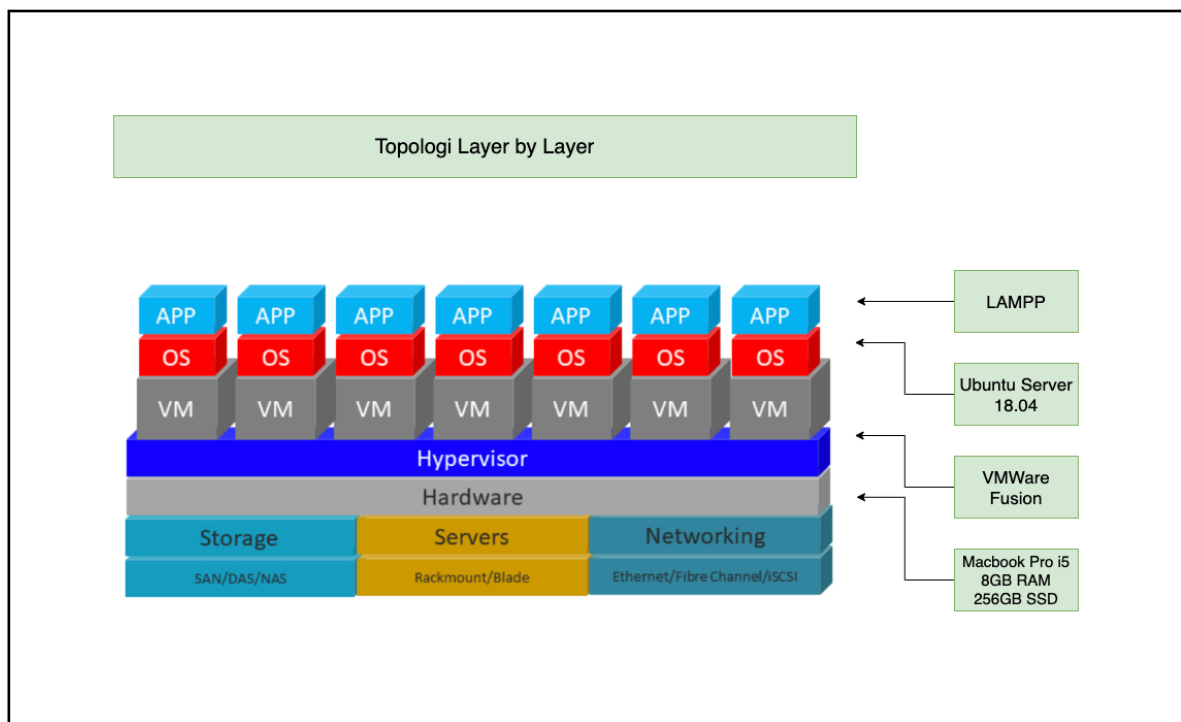 Topologi Layer by Layer
APP APP APP APP APP APP APP
OS OS OS OS OS OS OS
VM VM VM VM VM VM VM
Hypervisor
Hardware
Storage Servers Networking
SAN/DAS/NAS Rackmount/Blade Ethernet/Fibre Channel/iSCSI
LAMPP
Ubuntu Server
18.04
VMWare
Fusion
Macbook Pro i5
8GB RAM
256GB SSD